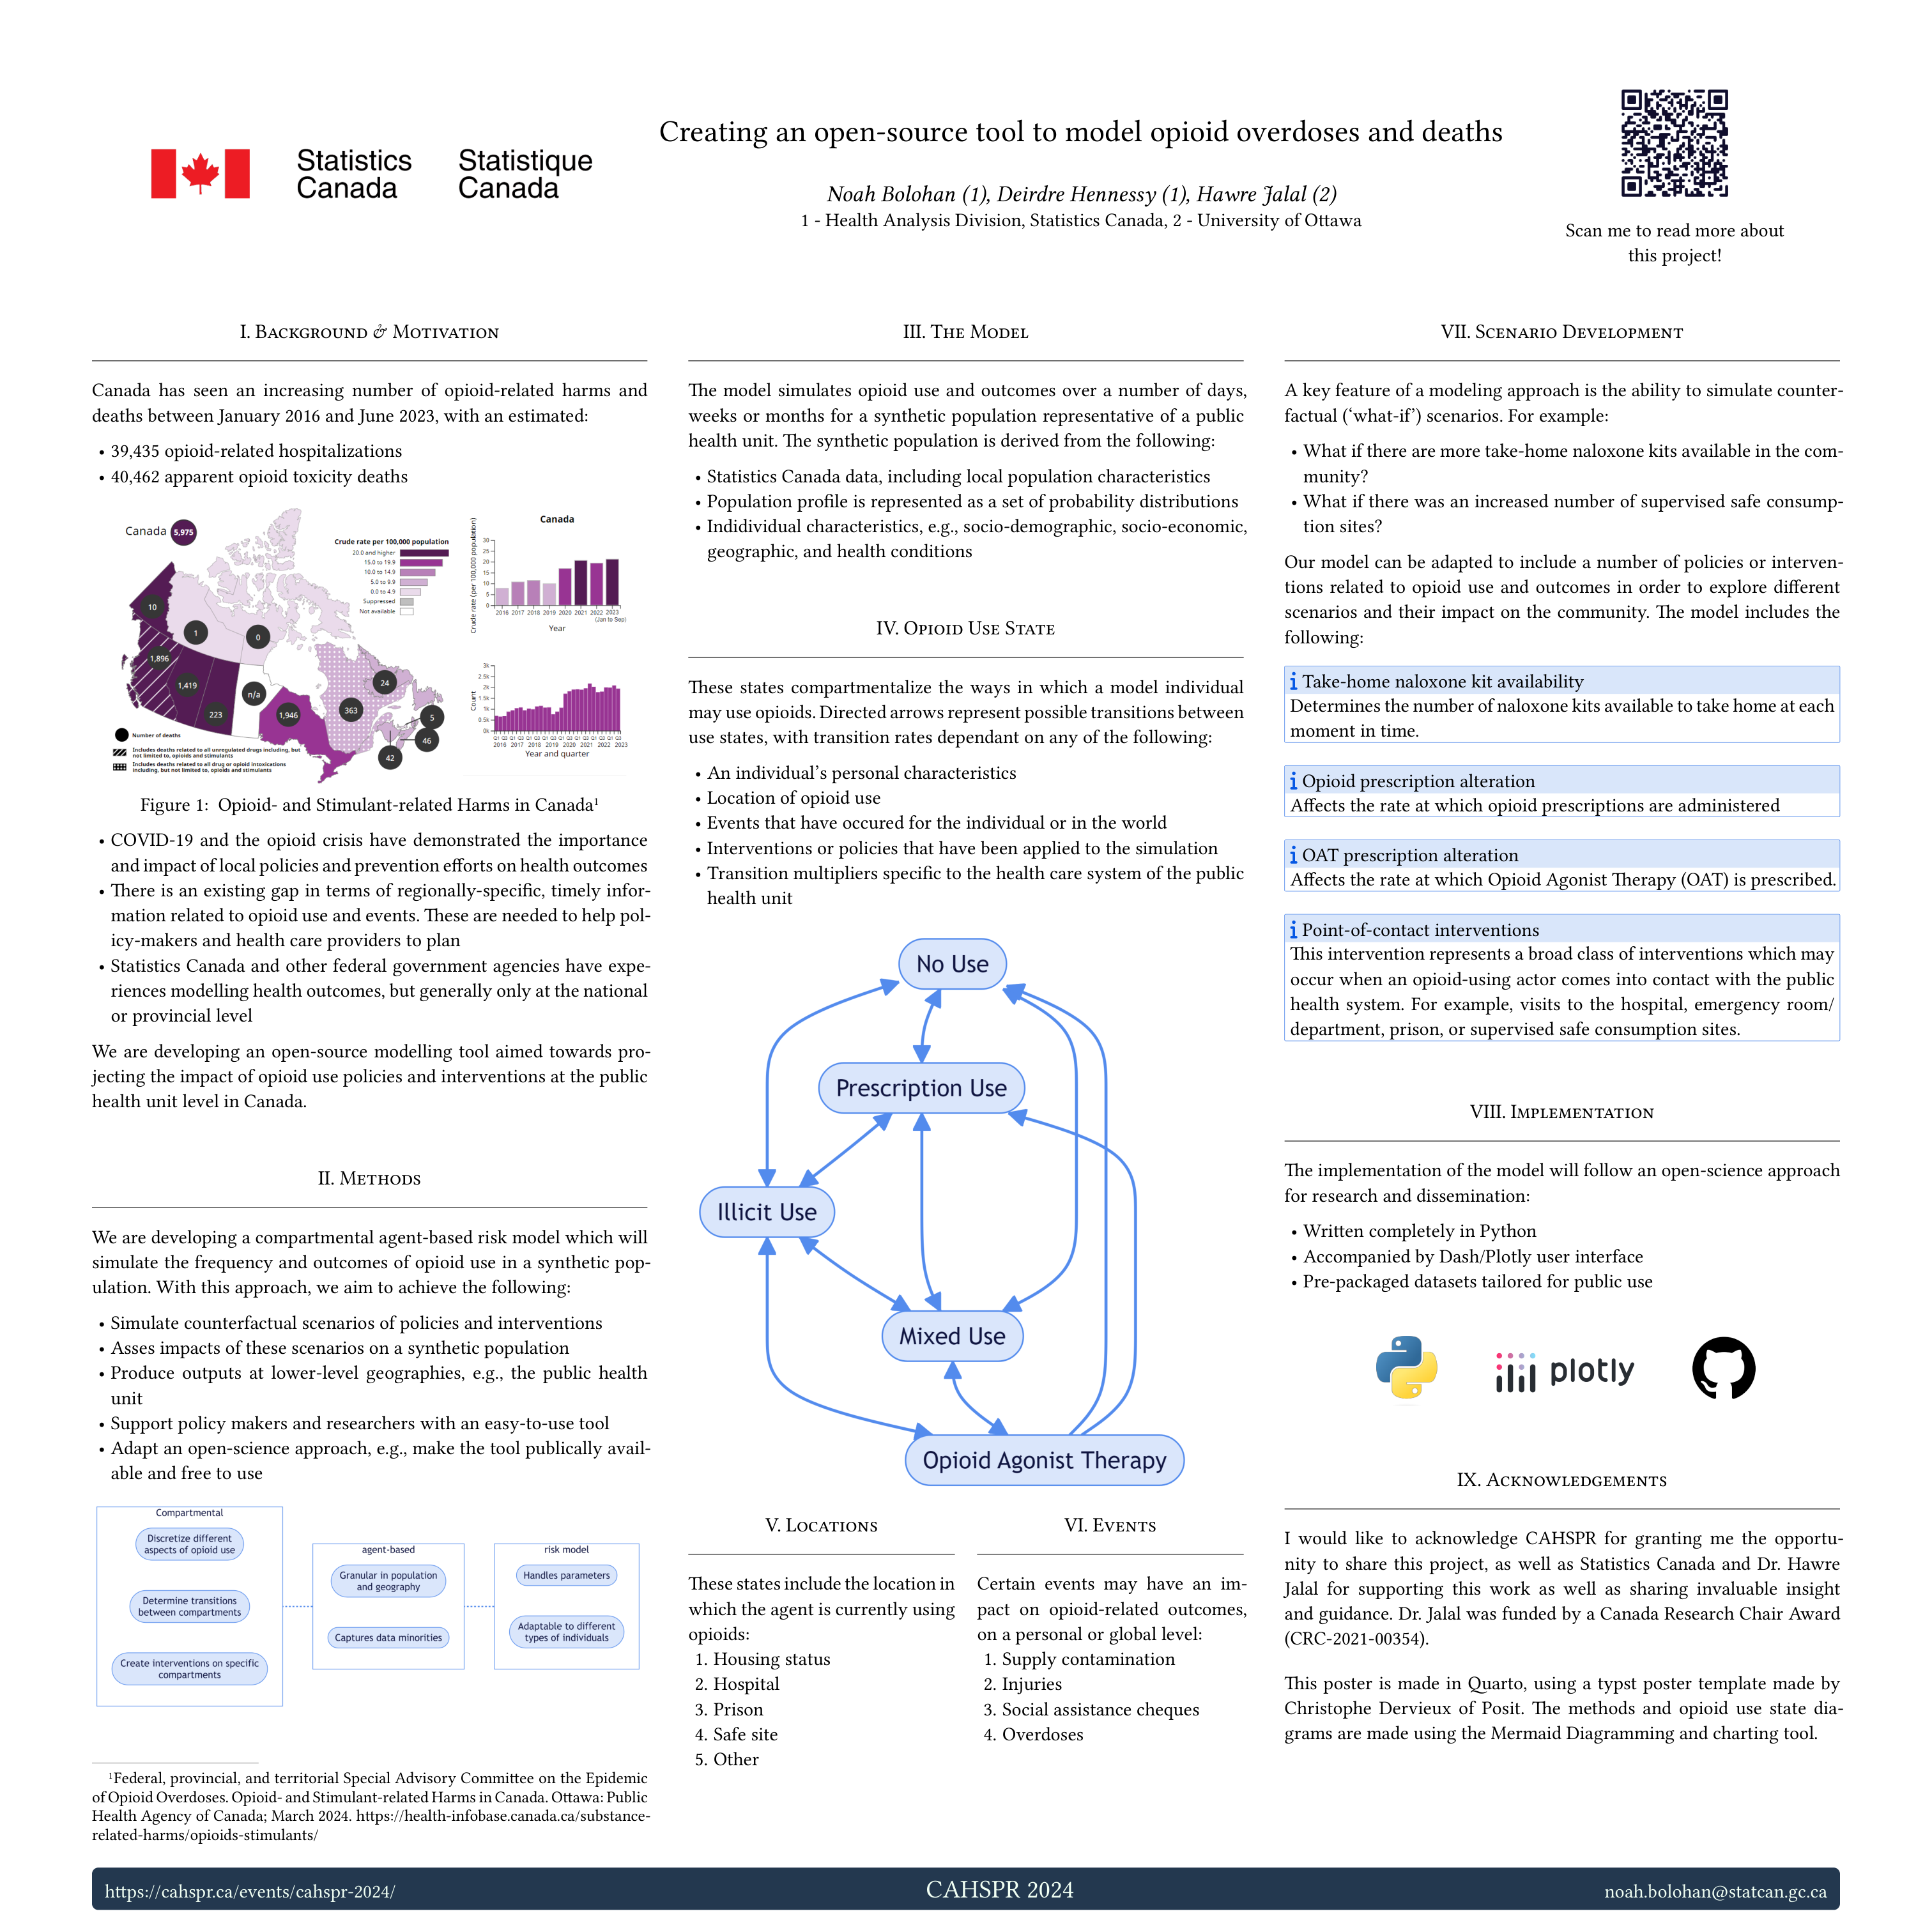 Statistics
Canada
Statistique
Canada
Creating an open-source tool to model opioid overdoses and deaths
Noah Bolohan (1), Deirdre Hennessy (1), Hawre Jalal (2)
1 - Health Analysis Division, Statistics Canada, 2 - University of Ottawa
Scan me to read more about
this project!
I. Background & Motivation
Canada has seen an increasing number of opioid-related harms and
deaths between January 2016 and June 2023, with an estimated:
• 39,435 opioid-related hospitalizations
• 40,462 apparent opioid toxicity deaths
Canada 5,975
Crude rate per 100,000 population
20.0 and higher
15.0 to 19.9
10.0 to 14.9
5.0 to 9.9
0.0 to 4.9
Suppressed
Not available
10
1
0
1,896
1,419
223
n/a
1,946
363
24
5
46
42
Number of deaths
Includes deaths related to all unregulated drugs including, but
not limited to, opioids and stimulants
Includes deaths related to all drug or opioid intoxications
including, but not limited to, opioids and stimulants
Canada
Crude rate (per 100,000 population)
30
25
20
15
10
5
0
2016 2017 2018 2019 2020 2021 2022 2023
(Jan to Sep)
Year
Count
3k
2.5k
2k
1.5k
1k
0.5k
0k
Q1 Q3 Q1 Q3 Q1 Q3 Q1 Q3 Q1 Q3 Q1 Q3 Q1 Q3 Q1 Q3
2016 2017 2018 2019 2020 2021 2022 2023
Year and quarter
Figure 1: Opioid- and Stimulant-related Harms in Canada¹
• COVID-19 and the opioid crisis have demonstrated the importance
and impact of local policies and prevention efforts on health outcomes
• There is an existing gap in terms of regionally-specific, timely infor-
mation related to opioid use and events. These are needed to help pol-
icy-makers and health care providers to plan
• Statistics Canada and other federal government agencies have expe-
riences modelling health outcomes, but generally only at the national
or provincial level
We are developing an open-source modelling tool aimed towards pro-
jecting the impact of opioid use policies and interventions at the public
health unit level in Canada.
II. Methods
We are developing a compartmental agent-based risk model which will
simulate the frequency and outcomes of opioid use in a synthetic pop-
ulation. With this approach, we aim to achieve the following:
• Simulate counterfactual scenarios of policies and interventions
• Asses impacts of these scenarios on a synthetic population
• Produce outputs at lower-level geographies, e.g., the public health
unit
• Support policy makers and researchers with an easy-to-use tool
• Adapt an open-science approach, e.g., make the tool publically avail-
able and free to use
Compartmental
Discretize different
aspects of opioid use
Determine transitions
between compartments
Create interventions on specific
compartments
agent-based
Granular in population
and geography
Captures data minorities
risk model
Handles parameters
Adaptable to different
types of individuals
¹Federal, provincial, and territorial Special Advisory Committee on the Epidemic
of Opioid Overdoses. Opioid- and Stimulant-related Harms in Canada. Ottawa: Public
Health Agency of Canada; March 2024. https://health-infobase.canada.ca/substance-
related-harms/opioids-stimulants/
III. The Model
The model simulates opioid use and outcomes over a number of days,
weeks or months for a synthetic population representative of a public
health unit. The synthetic population is derived from the following:
• Statistics Canada data, including local population characteristics
• Population profile is represented as a set of probability distributions
• Indidividual characteristics, e.g., socio-demographic, socio-economic,
geographic, and health conditions
IV. Opioid Use State
These states compartmentalize the ways in which a model individual
may use opioids. Directed arrows represent possible transitions between
use states, with transition rates dependant on any of the following:
• An individual's personal characteristics
• Location of opioid use
• Events that have occured for the individual or in the world
• Interventions or policies that have been applied to the simulation
• Transition multipliers specific to the health care system of the public
health unit
No Use
Prescription Use
Illicit Use
Mixed Use
Opioid Agonist Therapy
V. Locations
These states include the location in
which the agent is currently using
opioids:
1. Housing status
2. Hospital
3. Prison
4. Safe site
5. Other
VI. Events
Certain events may have an im-
pact on opioid-related outcomes,
on a personal or global level:
1. Supply contamination
2. Injuries
3. Social assistance cheques
4. Overdoses
VII. Scenario Development
A key feature of a modeling approach is the ability to simulate counter-
factual ('what-if') scenarios. For example:
• What if there are more take-home naloxone kits available in the com-
munity?
• What if there was an increased number of supervised safe consump-
tion sites?
Our model can be adapted to include a number of policies or interven-
tions related to opioid use and outcomes in order to explore different
scenarios and their impact on the community. The model includes the
following:
Take-home naloxone kit availability
Determines the number of naloxone kits available to take home at each
moment in time.
Opioid prescription alteration
Affects the rate at which opioid prescriptions are administered
OAT prescription alteration
Affects the rate at which Opioid Agonist Therapy (OAT) is prescribed.
Point-of-contact interventions
This intervention represents a broad class of interventions which may
occur when an opioid-using actor comes into contact with the public
health system. For example, visits to the hospital, emergency room/
department, prison, or supervised safe consumption sites.
VIII. Implementation
The implementation of the model will follow an open-science approach
for research and dissemination:
• Written completely in Python
• Accompanied by Dash/Plotly user interface
• Pre-packaged datasets tailored for public use
plotly
IX. Acknowledgements
I would like to acknowledge CAHSPR for granting me the opportu-
nity to share this project, as well as Statistics Canada and Dr. Hawre
Jalal for supporting this work as well as sharing invaluable insight
and guidance. Dr. Jalal was funded by a Canada Research Chair Award
(CRC-2021-00354).
This poster is made in Quarto, using a typst poster template made by
Christophe Dervieux of Posit. The methods and opioid use state dia-
grams are made using the Mermaid Diagramming and charting tool.
https://cahspr.ca/events/cahspr-2024/
CAHSPR 2024
noah.bolohan@statcan.gc.ca